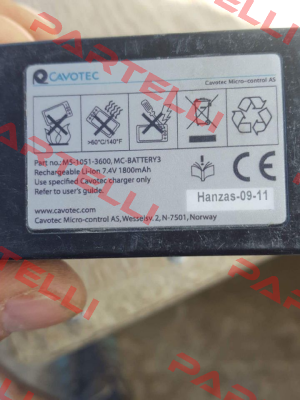 CAVOTEC
Cavotec Micro-control AS
>60°C/140°F
Part no.: M5-1051-3600, MC-BATTERY3
Rechargeable Li-Ion 7.4V 1800mAh
Use specified Cavotec charger only
Refer to user's guide.
CE
Hanzas-09-11
www.cavotec.com
Cavotec Micro-control AS, Wetselsv. 2, N-7501, Norway
PARTELLI
PARTELLI
PARTELLI
PARTELLI